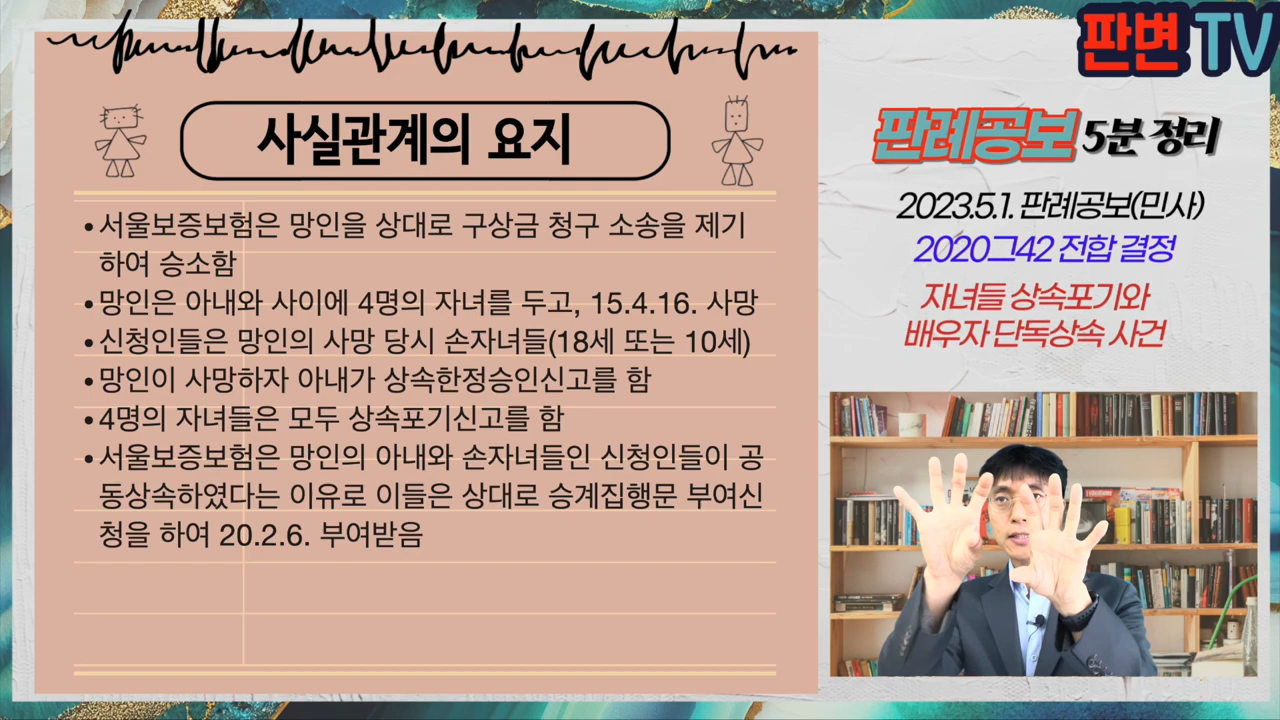 판변 TV
사실관계의 요지
• 서울보증보험은 망인을 상대로 구상금 청구 소송을 제기
하여 승소함
• 망인은 아내와 사이에 4명의 자녀를 두고, 15.4.16. 사망
• 신청인들은 망인의 사망 당시 손자녀들(18세 또는 10세)
• 망인이 사망하자 아내가 상속한정승인신고를 함
• 4명의 자녀들은 모두 상속포기신고를 함
• 서울보증보험은 망인의 아내와 손자녀들인 신청인들이 공
동상속하였다는 이유로 이들은 상대로 승계집행문 부여신
청을 하여 20.2.6. 부여받음
판례공보 5분 정리
2023.5.1. 판례공보(민사)
2020그42 전합 결정
자녀들 상속포기와
배우자 단독상속 사건